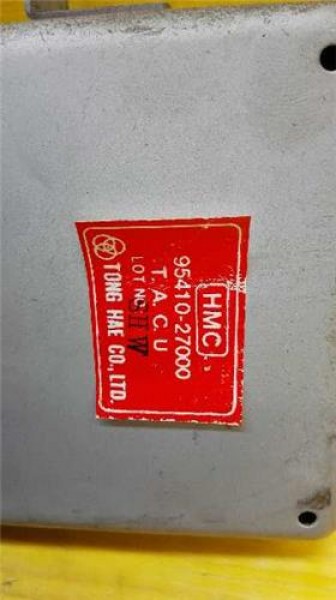 HMC
95410-27000
T. A. C. U
LOT NO.
TONG HAE CO., LTD.